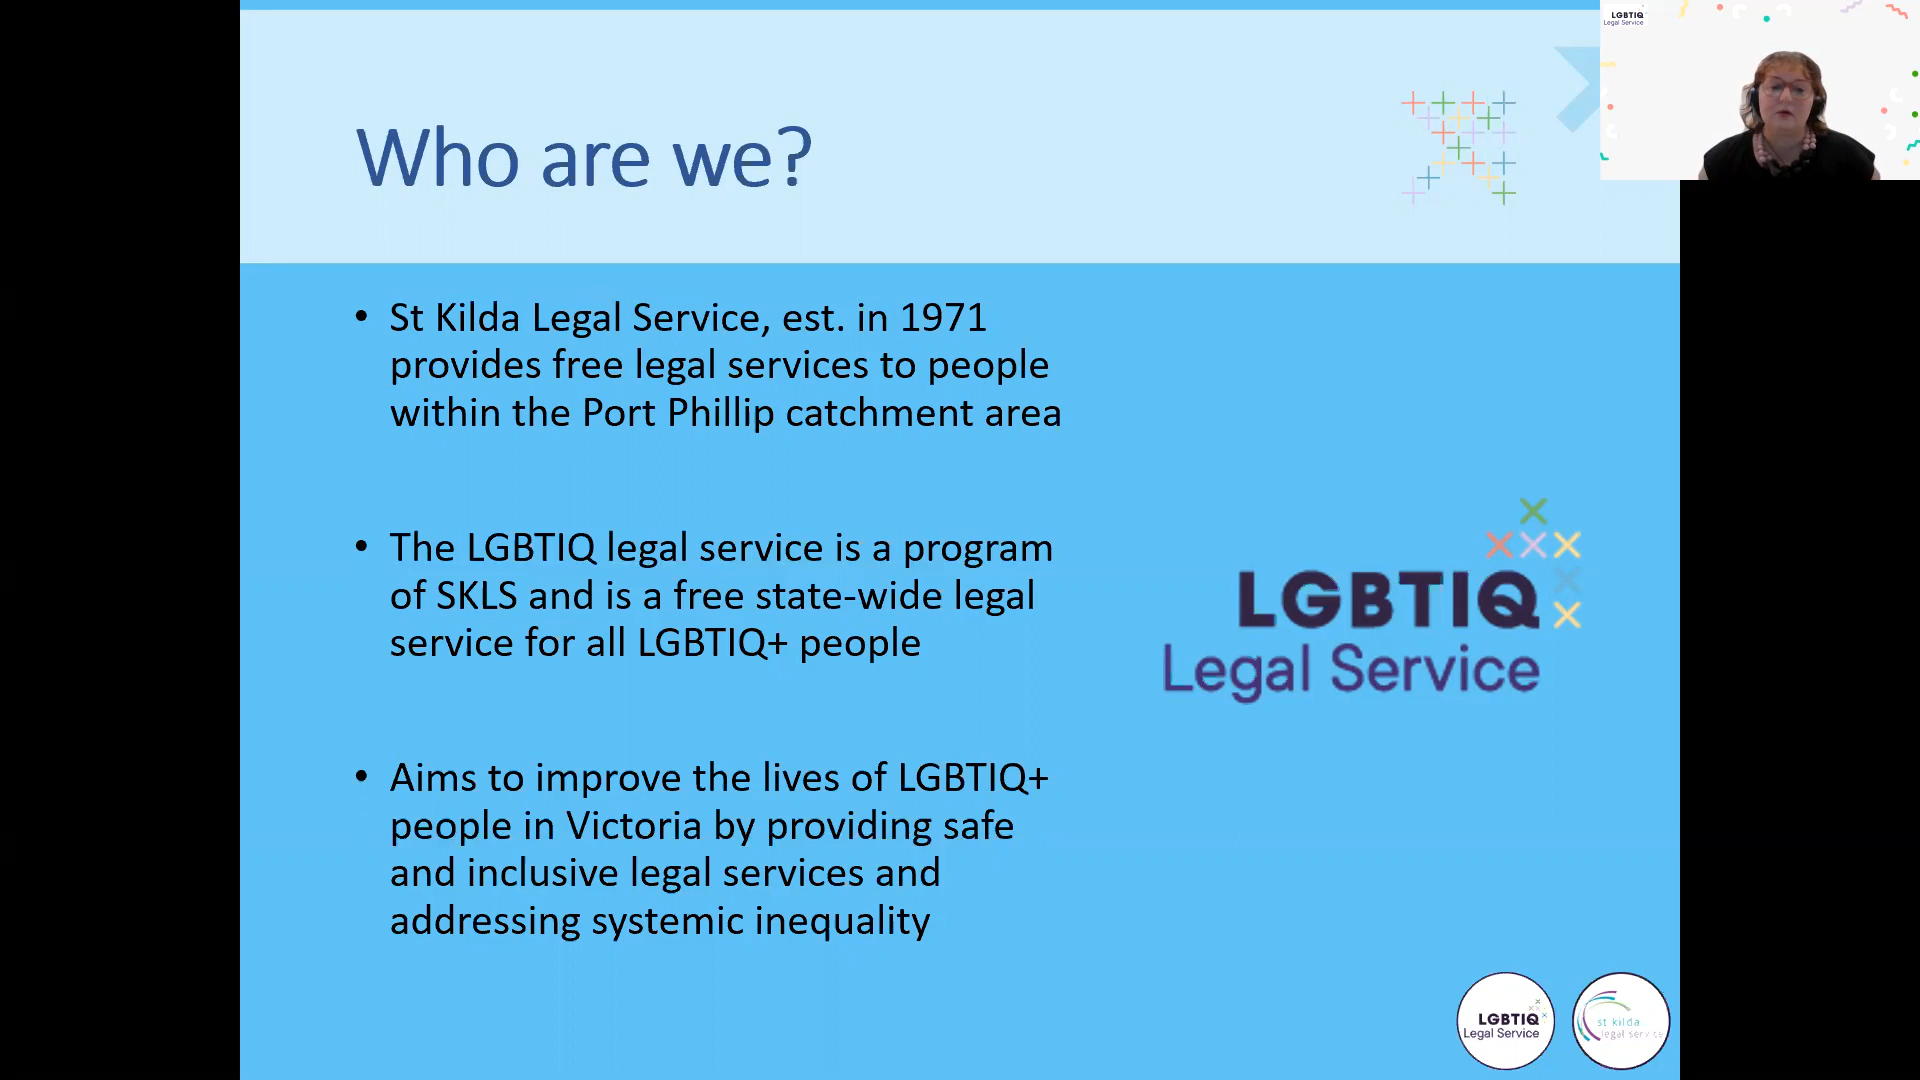 LGBTIQ
Legal Service
Who are we?
• St Kilda Legal Service, est. in 1971
provides free legal services to people
within the Port Phillip catchment area
• The LGBTIQ legal service is a program
of SKLS and is a free state-wide legal
service for all LGBTIQ+ people
• Aims to improve the lives of LGBTIQ+
people in Victoria by providing safe
and inclusive legal services and
addressing systemic inequality
LGBTIQ
Legal Service
LGBTIQ
Legal Service
st kilda
legal service